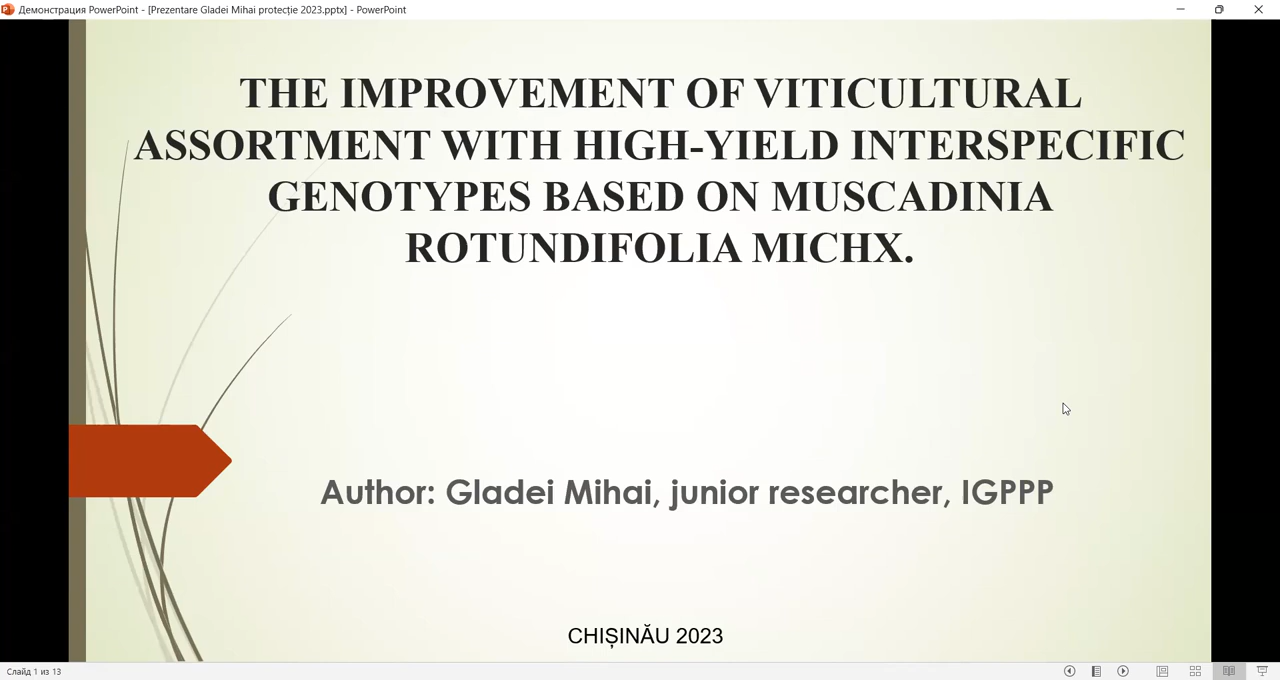 Демонстрация PowerPoint - [Prezentare Gladei Mihai protecție 2023.pptx] - PowerPoint
THE IMPROVEMENT OF VITICULTURAL
ASSORTMENT WITH HIGH-YIELD INTERSPECIFIC
GENOTYPES BASED ON MUSCADINIA
ROTUNDIFOLIA MICHX.
Author: Gladei Mihai, junior researcher, IGPPP
CHIȘINĂU 2023
Слайд 1 из 13